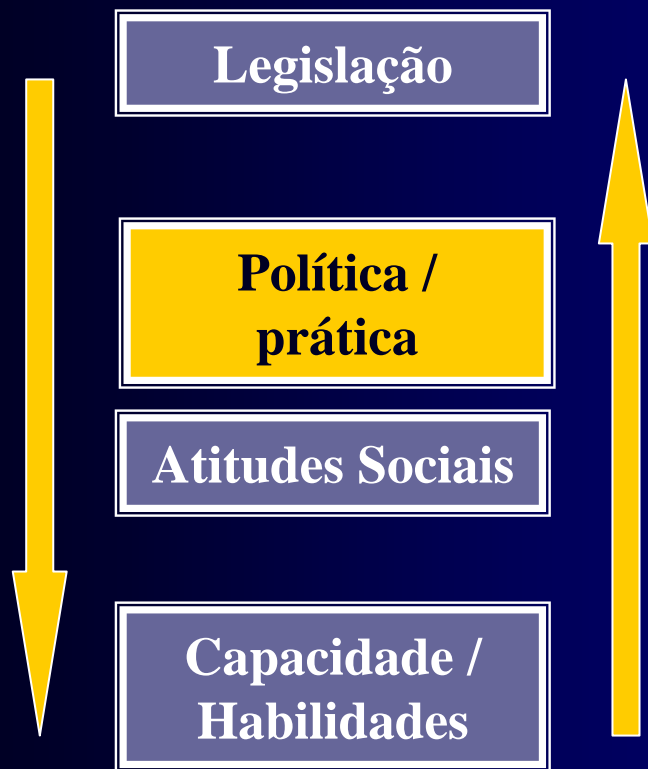 Legislação
Política /
prática
Atitudes Sociais
Capacidade /
Habilidades